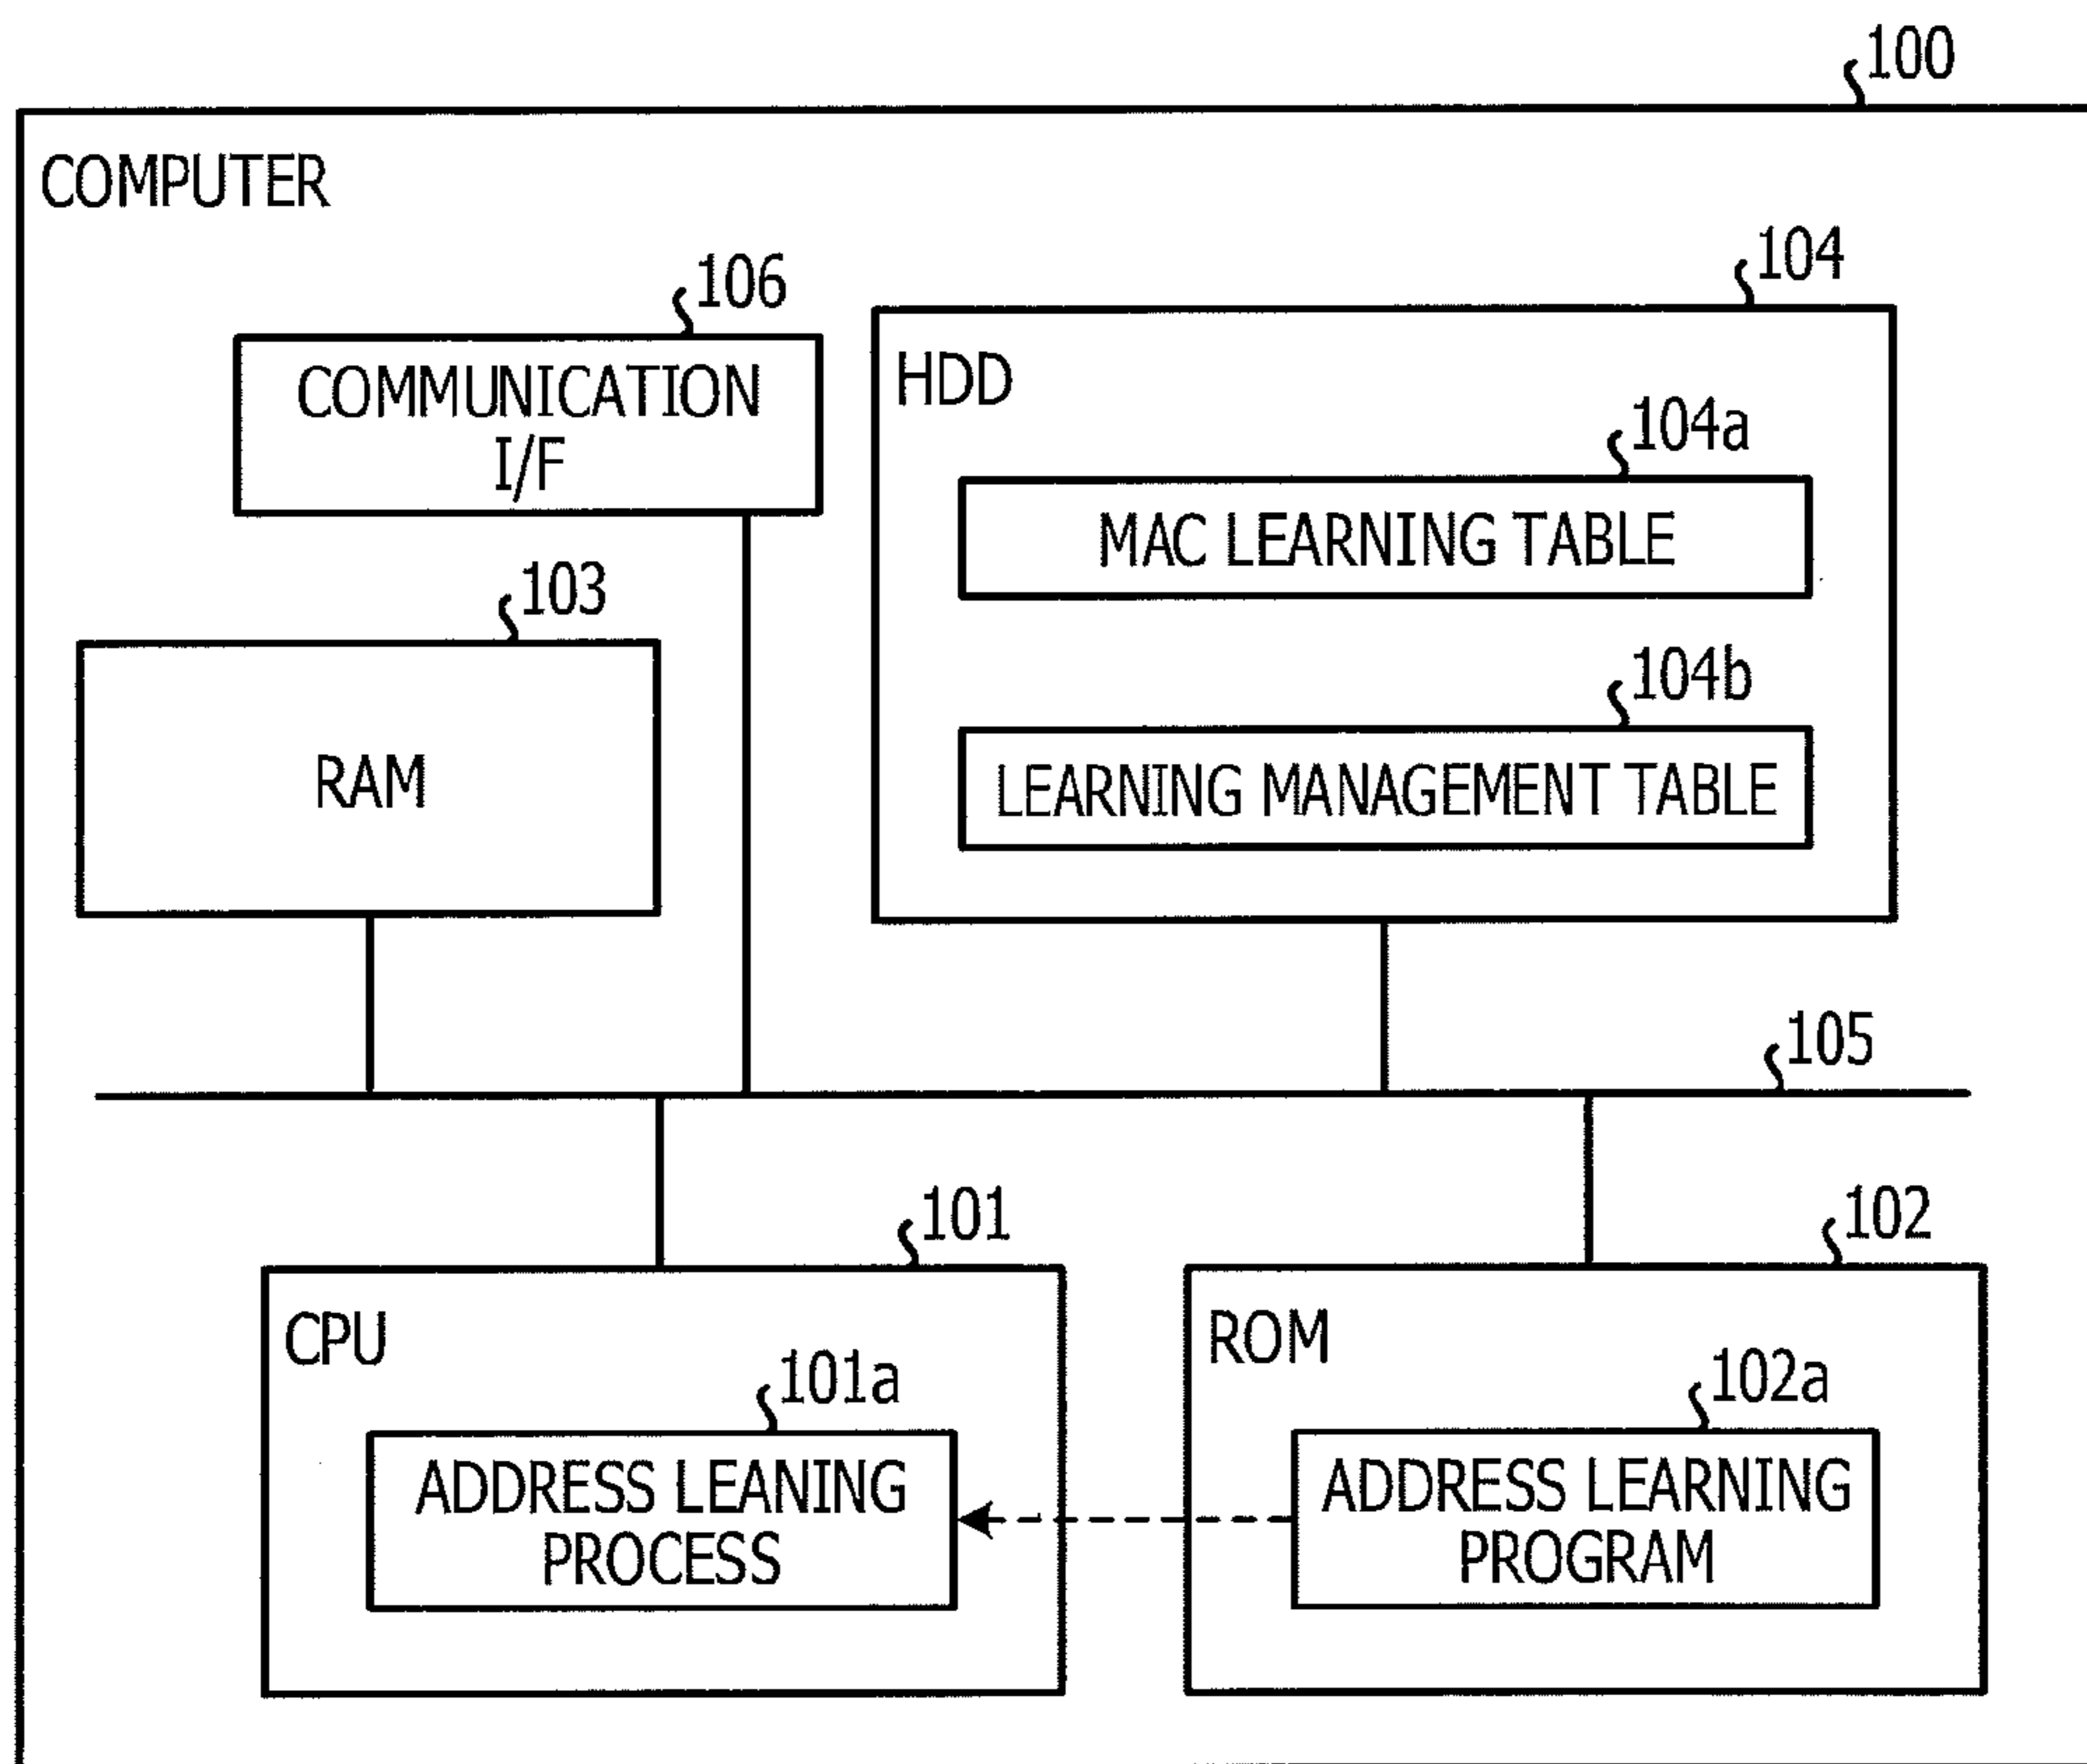 100
COMPUTER
106
COMMUNICATION
I/F
104
HDD
104a
MAC LEARNING TABLE
104b
LEARNING MANAGEMENT TABLE
103
RAM
105
101
CPU
101a
ADDRESS LEANING
PROCESS
102
ROM
102a
ADDRESS LEARNING
PROGRAM